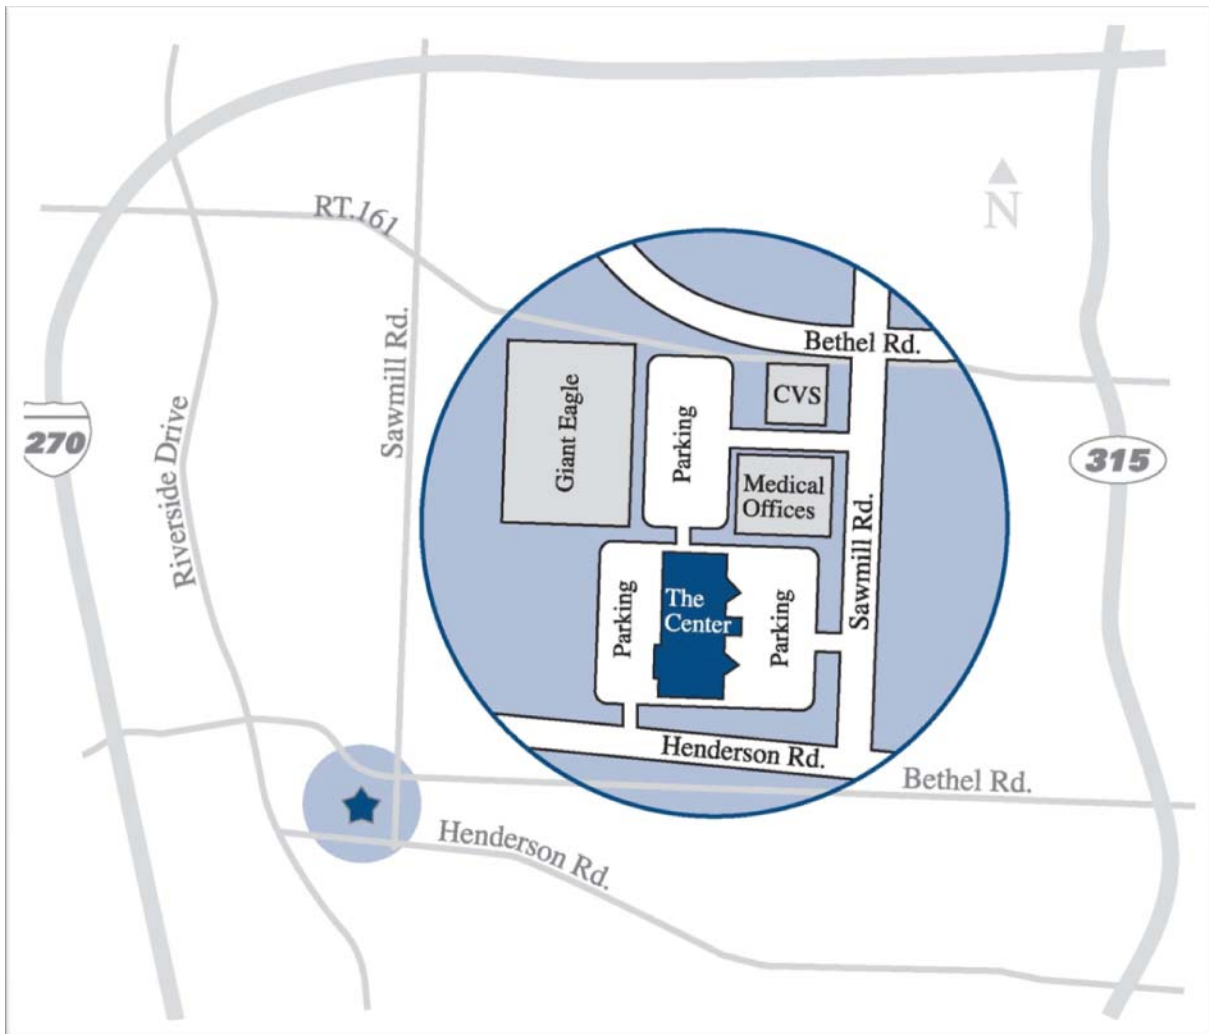 RT.161
N
Sawmill Rd.
Bethel Rd.
CVS
Giant Eagle
Parking
270
Riverside Drive
315
Medical
Offices
Sawmill Rd.
The
Center
Parking
Parking
Henderson Rd.
Bethel Rd.
Henderson Rd.